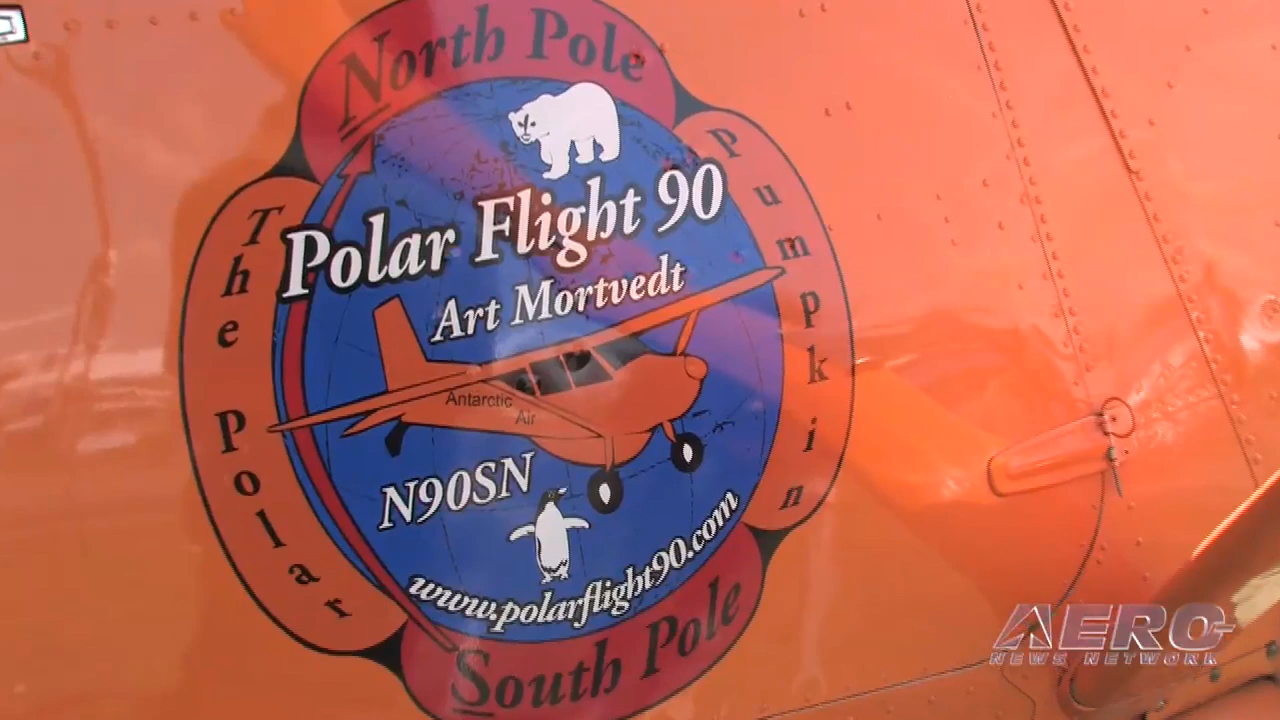 North Pole
Polar Flight 90
Art Mortvedt
The Polar
Pumpkin
Antarctic
Air
N90SN
www.polarflight90.com
South Pole
AERO
NEWS NETWORK